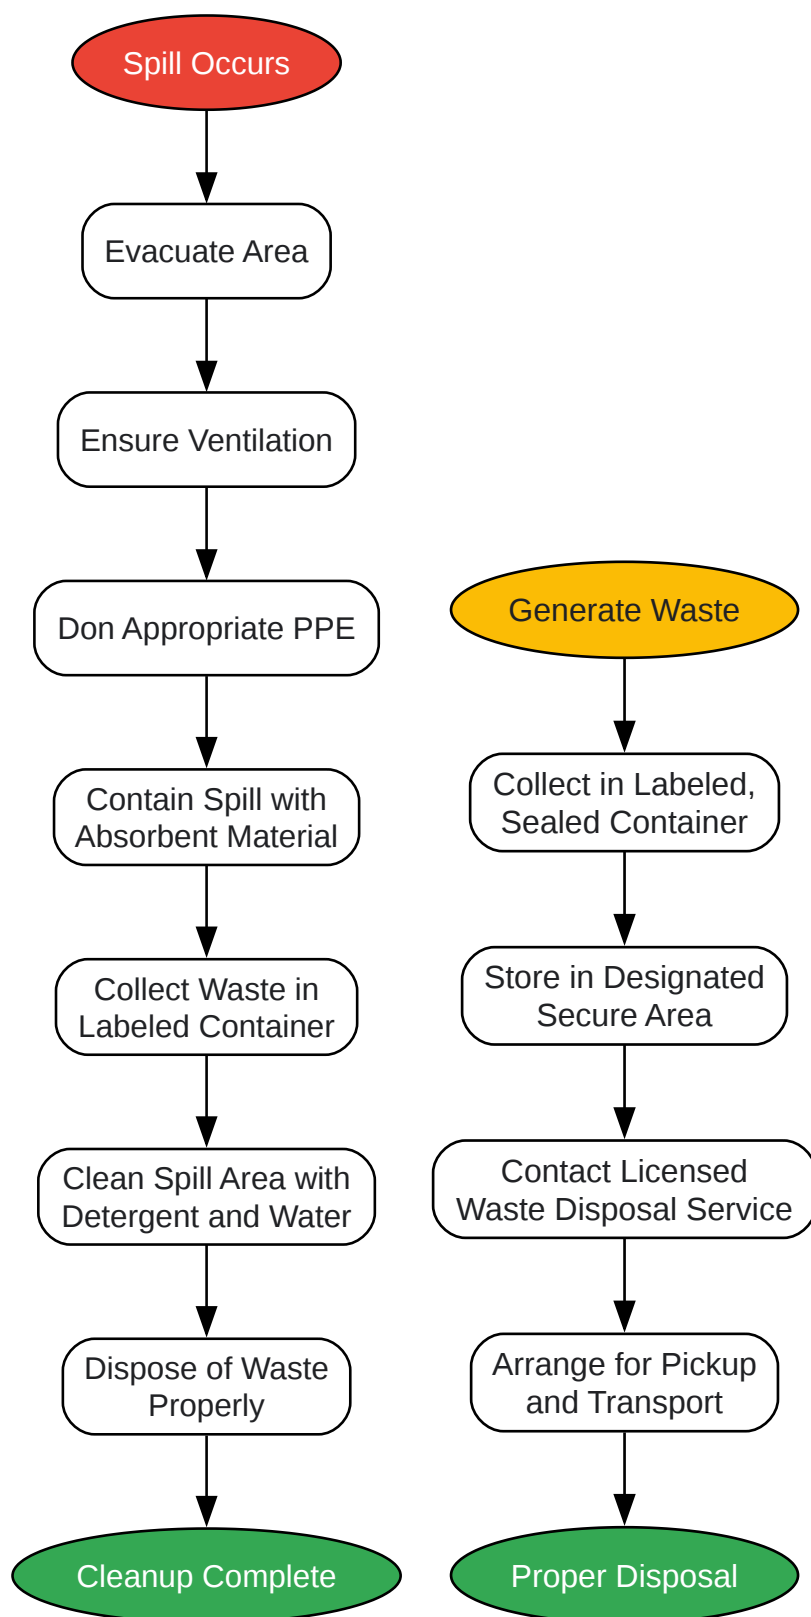 Spill Occurs
Evacuate Area
Ensure Ventilation
Don Appropriate PPE
Contain Spill with
Absorbent Material
Collect Waste in
Labeled Container
Clean Spill Area with
Detergent and Water
Dispose of Waste
Properly
Cleanup Complete
Generate Waste
Collect in Labeled,
Sealed Container
Store in Designated
Secure Area
Contact Licensed
Waste Disposal Service
Arrange for Pickup
and Transport
Proper Disposal